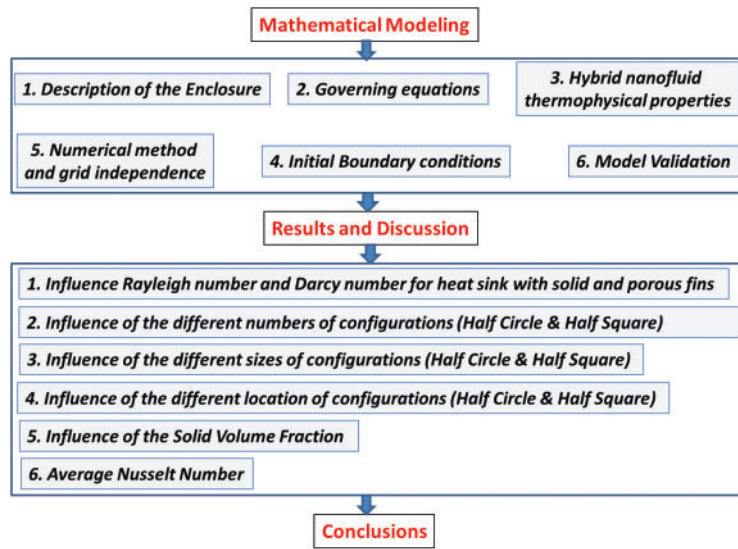 Mathematical Modeling
1. Description of the Enclosure
2. Governing equations
3. Hybrid nanofluid
thermophysical properties
5. Numerical method
and grid independence
4. Initial Boundary conditions
6. Model Validation
Results and Discussion
1. Influence Rayleigh number and Darcy number for heat sink with solid and porous fins
2. Influence of the different numbers of configurations (Half Circle & Half Square)
3. Influence of the different sizes of configurations (Half Circle & Half Square)
4. Influence of the different location of configurations (Half Circle & Half Square)
5. Influence of the Solid Volume Fraction
6. Average Nusselt Number
Conclusions